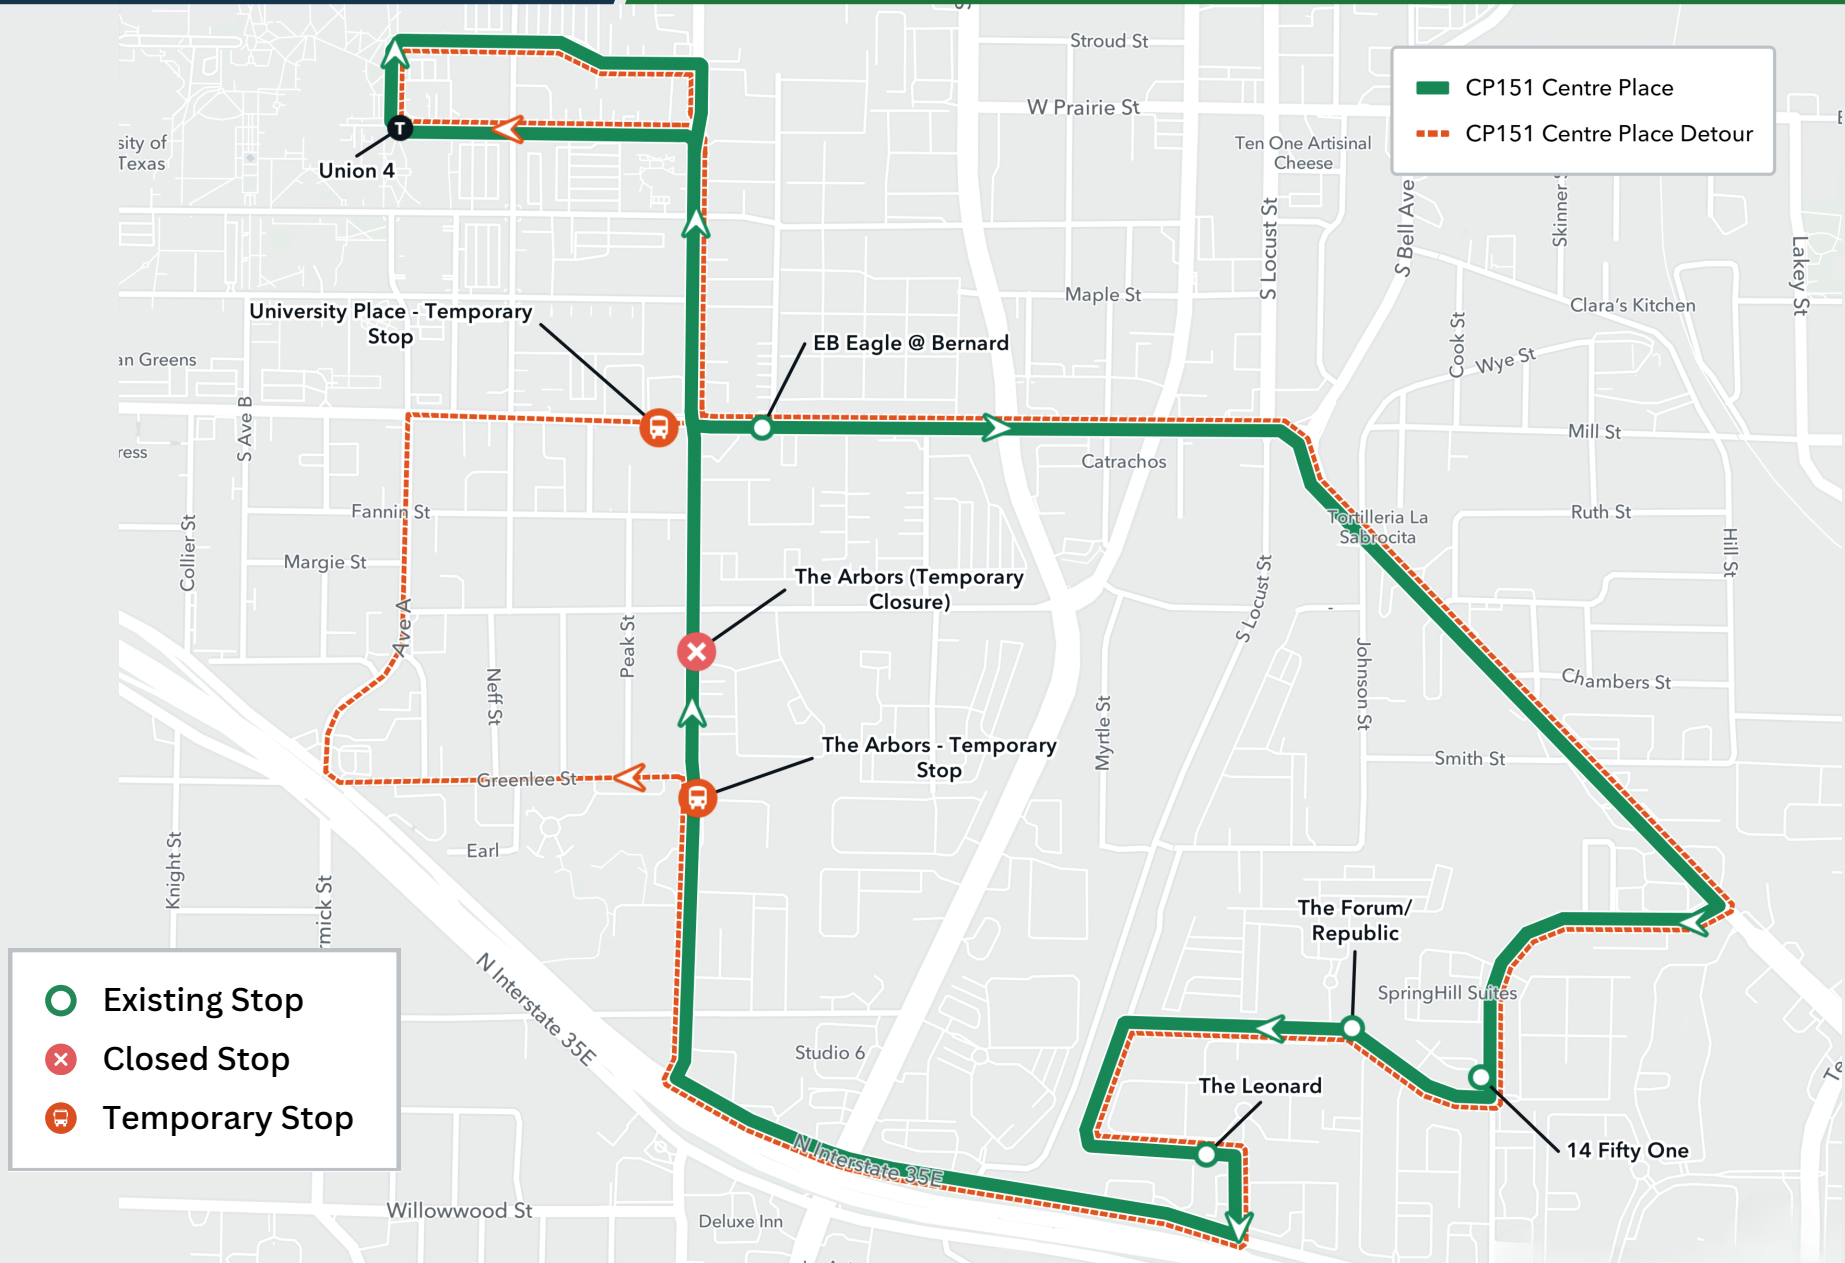 Stroud St
CP151 Centre Place
CP151 Centre Place Detour
W Prairie St
sity of
Texas
Ten One Artisinal
Cheese
Union 4
S Locust St
S Bell Ave
Skinner S
Lakey St
University Place - Temporary
Stop
Maple St
Clara's Kitchen
EB Eagle @ Bernard
Cook St
Wye St
an Greens
S Ave B
ress
Catrachos
Mill St
Fannin St
Collier St
Margie St
Tortilleria La
Sabrocita
Ruth St
Hill St
The Arbors (Temporary
Closure)
Ave A
Peak St
S Locust St
Neff St
Johnson St
Chambers St
Myrtle St
The Arbors - Temporary
Stop
Smith St
Greenlee St
Earl
Knight St
rmick St
The Forum/
Republic
N Interstate 35E
SpringHill Suites
Existing Stop
Closed Stop
Temporary Stop
Studio 6
The Leonard
N Interstate 35E
14 Fifty One
Willowwood St
Deluxe Inn
T
Te